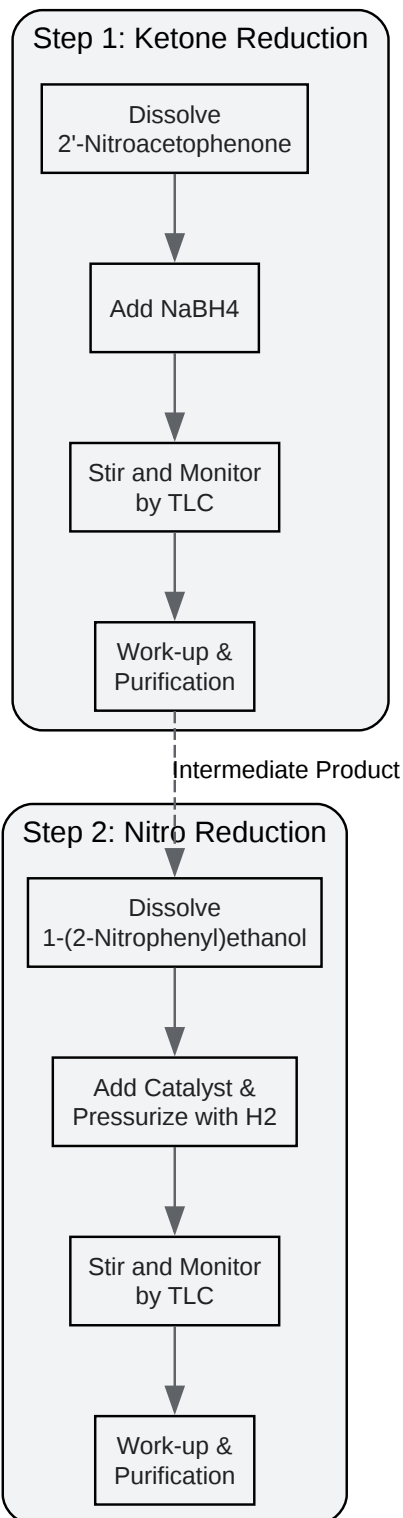 Step 1: Ketone Reduction
Dissolve
2'-Nitroacetophenone
Add NaBH4
Stir and Monitor
by TLC
Work-up &
Purification
Intermediate Product
Step 2: Nitro Reduction
Dissolve
1-(2-Nitrophenyl)ethanol
Add Catalyst &
Pressurize with H2
Stir and Monitor
by TLC
Work-up &
Purification